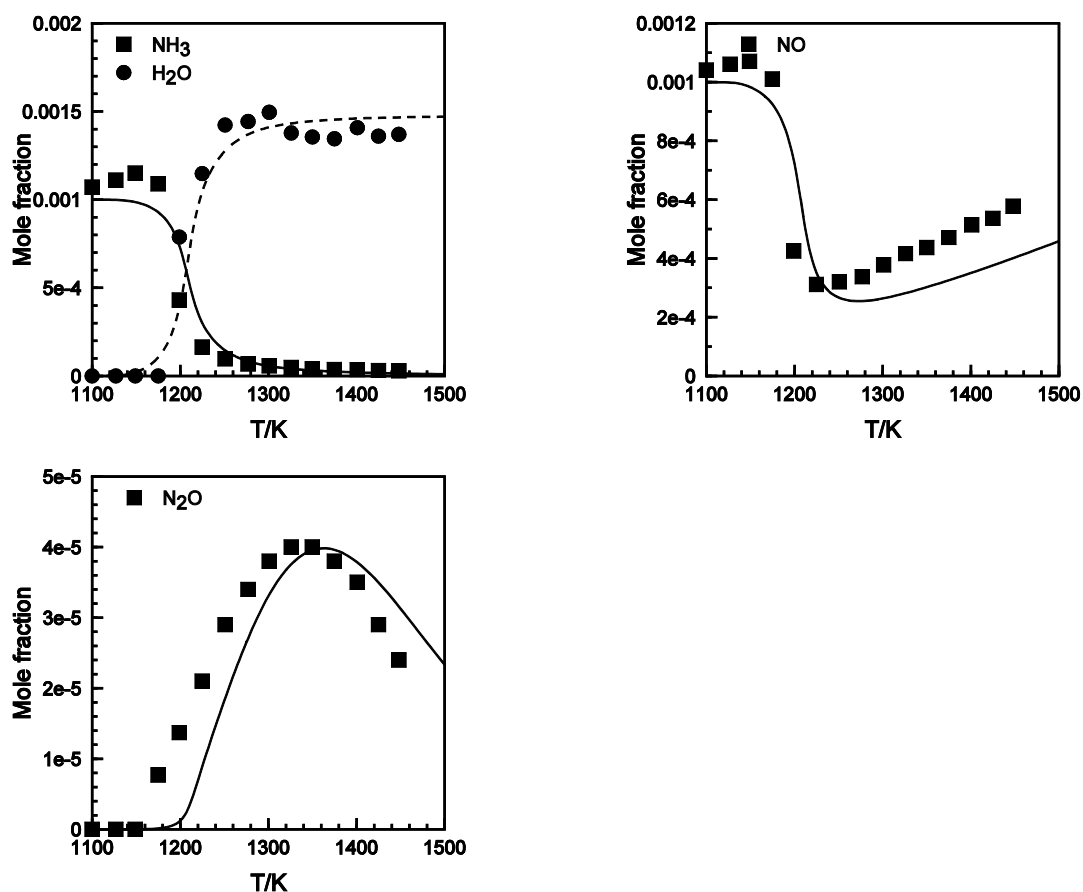 0.002
NH3
H2O
0.0015
0.001
5e-4
0
Mole fraction
1100 1200 1300 1400 1500
T/K
0.0012
NO
0.001
8e-4
6e-4
4e-4
2e-4
0
Mole fraction
1100 1200 1300 1400 1500
T/K
5e-5
N2O
4e-5
3e-5
2e-5
1e-5
0
Mole fraction
1100 1200 1300 1400 1500
T/K